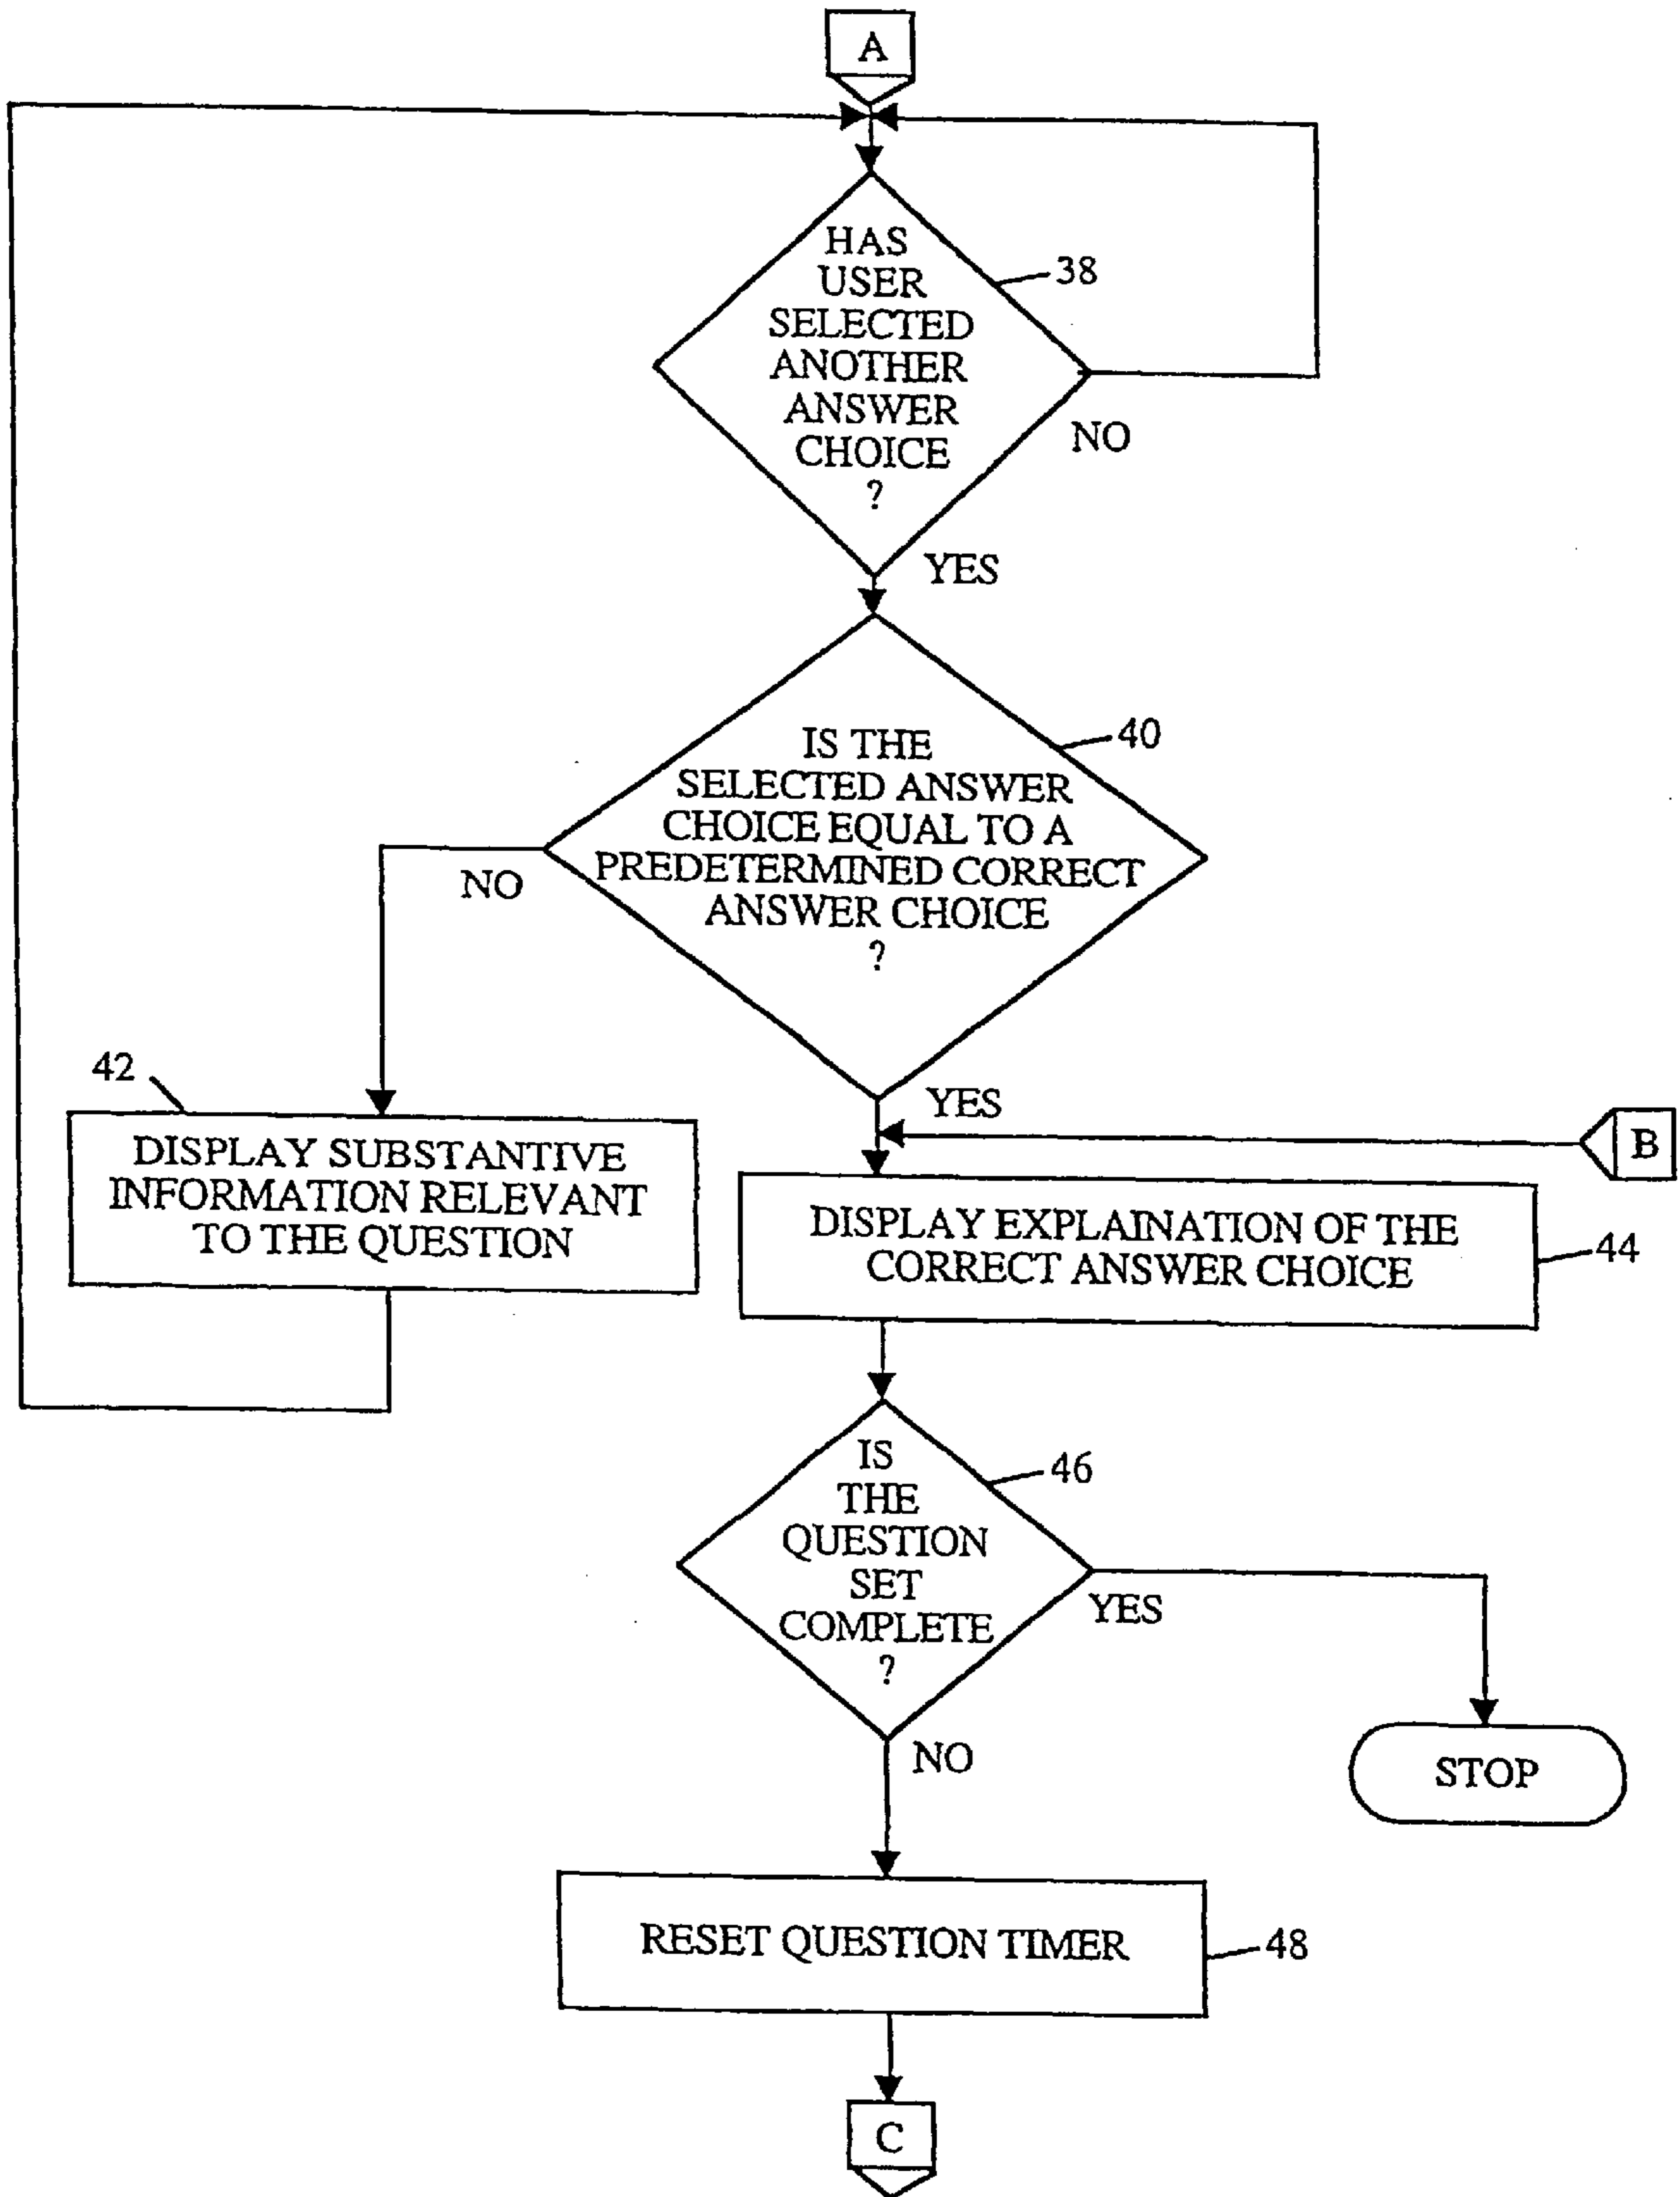 A
HAS
USER
SELECTED
ANOTHER
ANSWER
CHOICE
?
38
NO
YES
IS THE
SELECTED ANSWER
CHOICE EQUAL TO A
PREDETERMINED CORRECT
ANSWER CHOICE
?
40
NO
YES
42
DISPLAY SUBSTANTIVE
INFORMATION RELEVANT
TO THE QUESTION
B
DISPLAY EXPLAINATION OF THE
CORRECT ANSWER CHOICE
44
IS
THE
QUESTION
SET
COMPLETE
?
46
YES
NO
STOP
RESET QUESTION TIMER
48
C